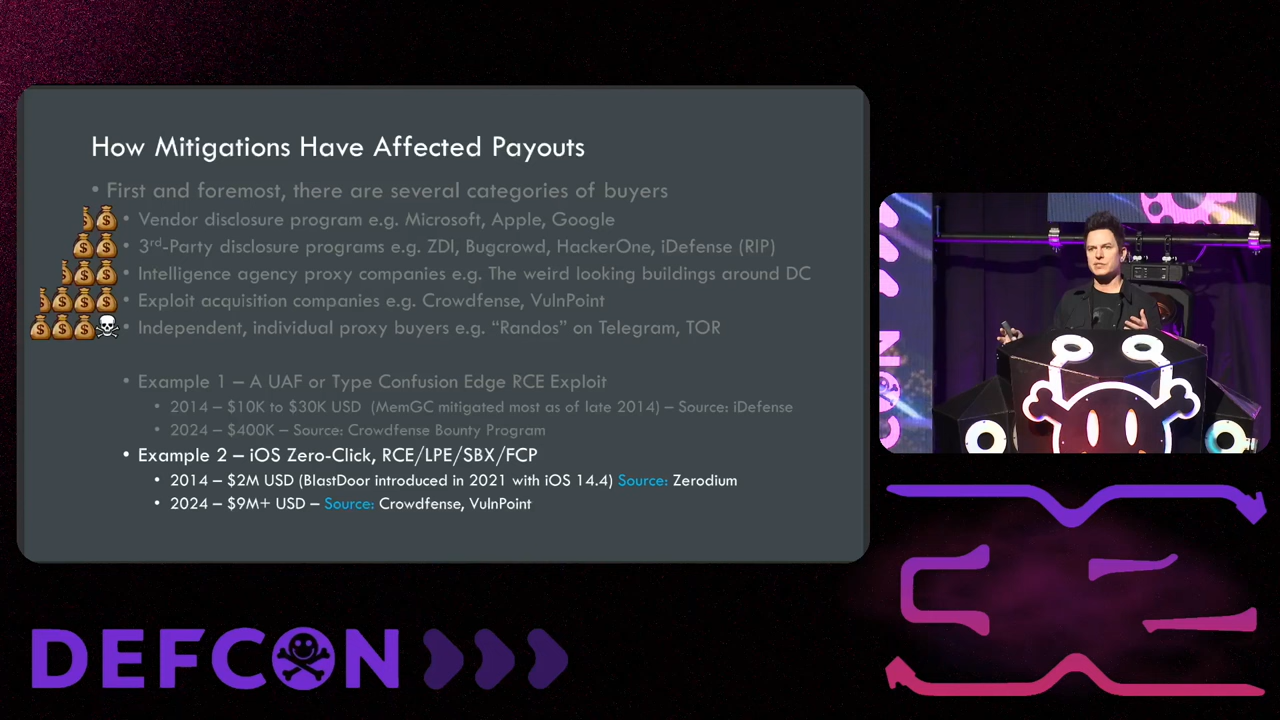 How Mitigations Have Affected Payouts
• First and foremost, there are several categories of buyers
• Vendor disclosure program e.g. Microsoft, Apple, Google
• 3rd-Party disclosure programs e.g. ZDI, Bugcrowd, HackerOne, iDefense (RIP)
• Intelligence agency proxy companies e.g. The weird looking buildings around DC
• Exploit acquisition companies e.g. Crowdfense, VulnPoint
• Independent, individual proxy buyers e.g. “Randos” on Telegram, TOR
• Example 1 – A UAF or Type Confusion Edge RCE Exploit
• 2014 – $10K to $30K USD (MemGC mitigated most as of late 2014) – Source: iDefense
• 2024 – $400K – Source: Crowdfense Bounty Program
• Example 2 – iOS Zero-Click, RCE/LPE/SBX/FCP
• 2014 – $2M USD (BlastDoor introduced in 2021 with iOS 14.4) Source: Zerodium
• 2024 – $9M+ USD – Source: Crowdfense, VulnPoint
CON
DEFCON